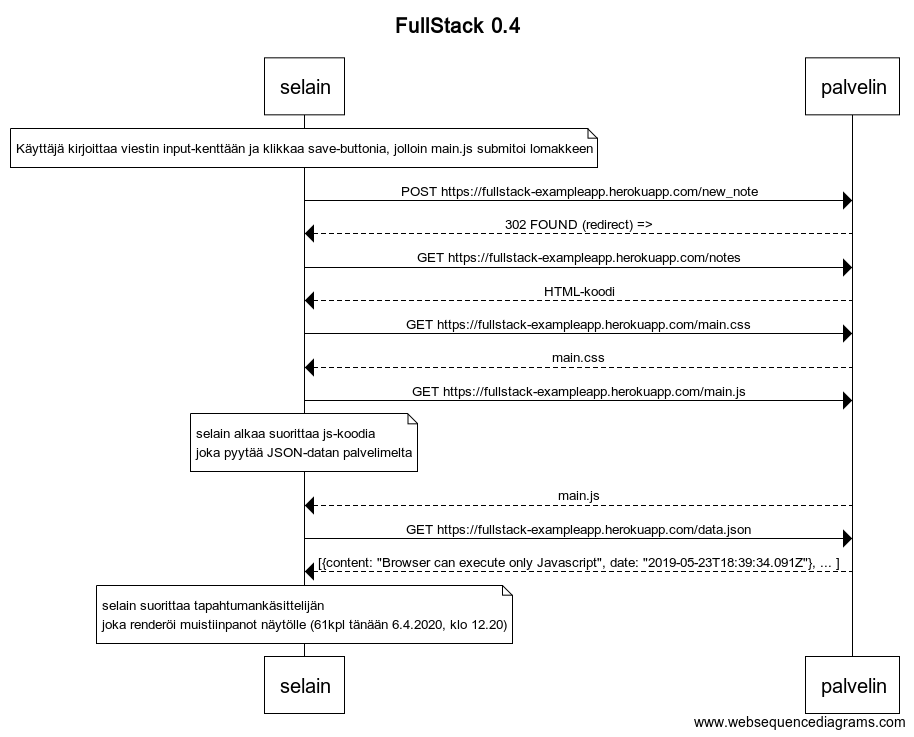 FullStack 0.4
selain
palvelin
Käyttäjä kirjoittaa viestin input-kenttään ja klikkaa save-buttonia, jolloin main.js submitoi lomakkeen
POST https://fullstack-exampleapp.herokuapp.com/new_note
302 FOUND (redirect) =>
GET https://fullstack-exampleapp.herokuapp.com/notes
HTML-koodi
GET https://fullstack-exampleapp.herokuapp.com/main.css
main.css
GET https://fullstack-exampleapp.herokuapp.com/main.js
selain alkaa suorittaa js-koodia
joka pyytää JSON-datan palvelimelta
main.js
GET https://fullstack-exampleapp.herokuapp.com/data.json
[{content: "Browser can execute only Javascript", date: "2019-05-23T18:39:34.091Z"}, ... ]
selain suorittaa tapahtumankäsittelijän
joka renderöi muistiinpanot näytölle (61kpl tänään 6.4.2020, klo 12.20)
selain
palvelin
www.websequencediagrams.com